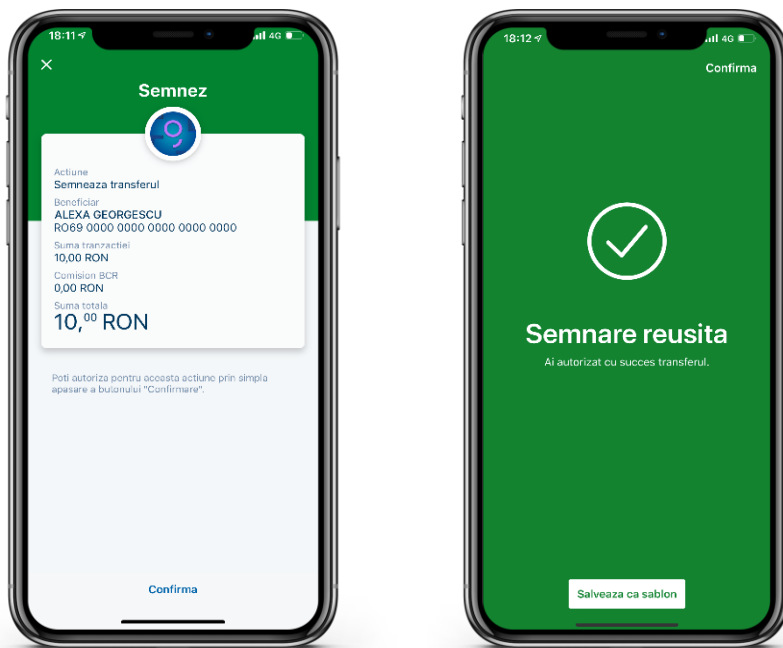 18:11
4G
Semnez
Actiune
Semneaza transferul
Beneficiar
ALEXA GEORGESCU
RO69 0000 0000 0000 0000 0000
Suma tranzactiei
10,00 RON
Comision BCR
0,00 RON
Suma totala
10,00 RON
Poti autoriza pentru aceasta actiune prin simpla
apasare a butonului "Confirmare".
Confirma
18:12
4G
Confirma
Semnare reusita
Ai autorizat cu succes transferul.
Salveaza ca sablon